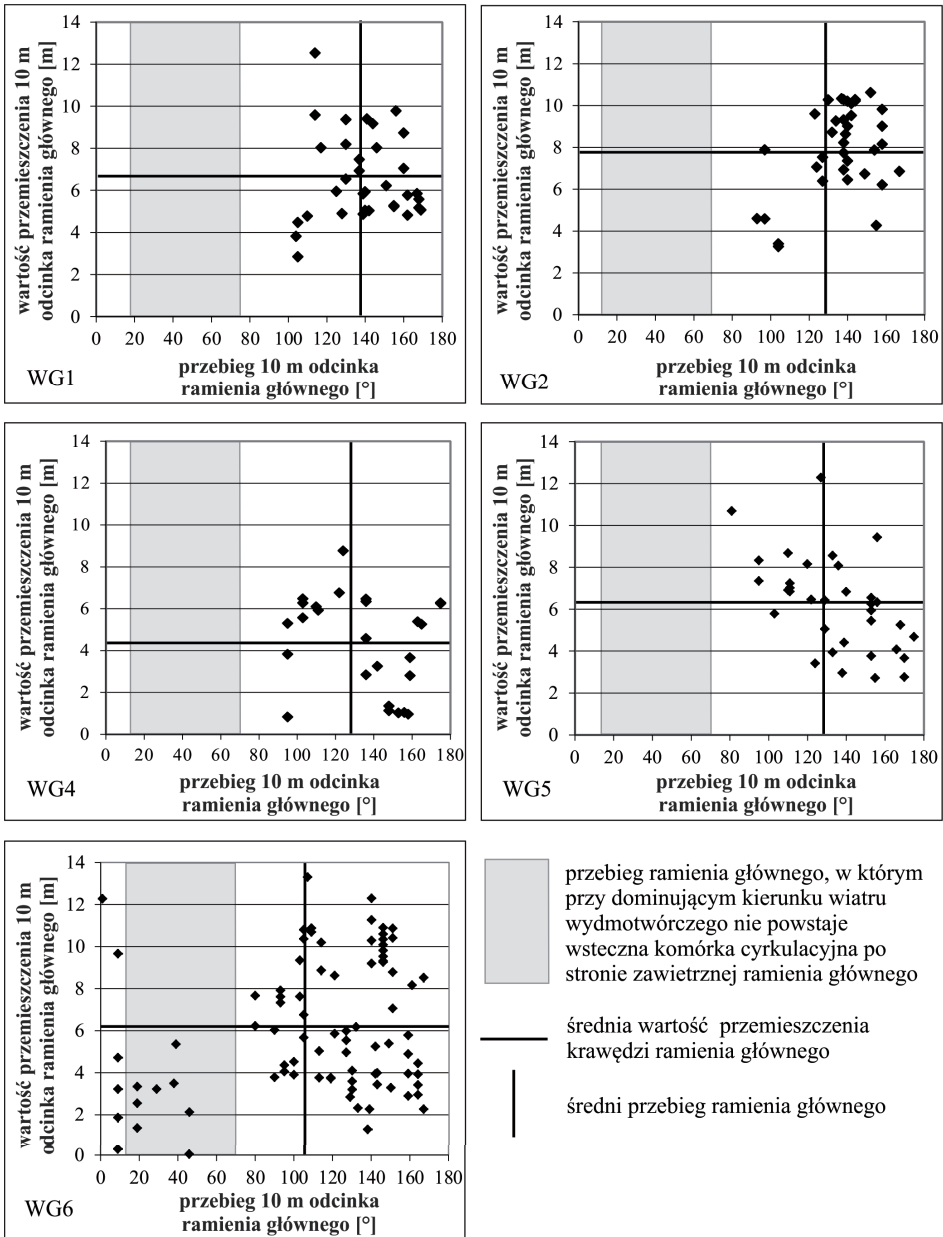 wartość przemieszczenia 10 m
odcinka ramienia głównego [m]
14
12
10
8
6
4
2
0
0 20 40 60 80 100 120 140 160 180
przebieg 10 m odcinka
ramienia głównego [°]
WG1
wartość przemieszczenia 10 m
odcinka ramienia głównego [m]
14
12
10
8
6
4
2
0
0 20 40 60 80 100 120 140 160 180
przebieg 10 m odcinka
ramienia głównego [°]
WG2
wartość przemieszczenia 10 m
odcinka ramienia głównego [m]
14
12
10
8
6
4
2
0
0 20 40 60 80 100 120 140 160 180
przebieg 10 m odcinka
ramienia głównego [°]
WG4
wartość przemieszczenia 10 m
odcinka ramienia głównego [m]
14
12
10
8
6
4
2
0
0 20 40 60 80 100 120 140 160 180
przebieg 10 m odcinka
ramienia głównego [°]
WG5
wartość przemieszczenia 10 m
odcinka ramienia głównego [m]
14
12
10
8
6
4
2
0
0 20 40 60 80 100 120 140 160 180
przebieg 10 m odcinka
ramienia głównego [°]
WG6
przebieg ramienia głównego, w którym
przy dominującym kierunku wiatru
wydmotwórczego nie powstaje
wsteczna komórka cyrkulacyjna po
stronie zawietrznej ramienia głównego
średnia wartość przemieszczenia
krawędzi ramienia głównego
średni przebieg ramienia głównego